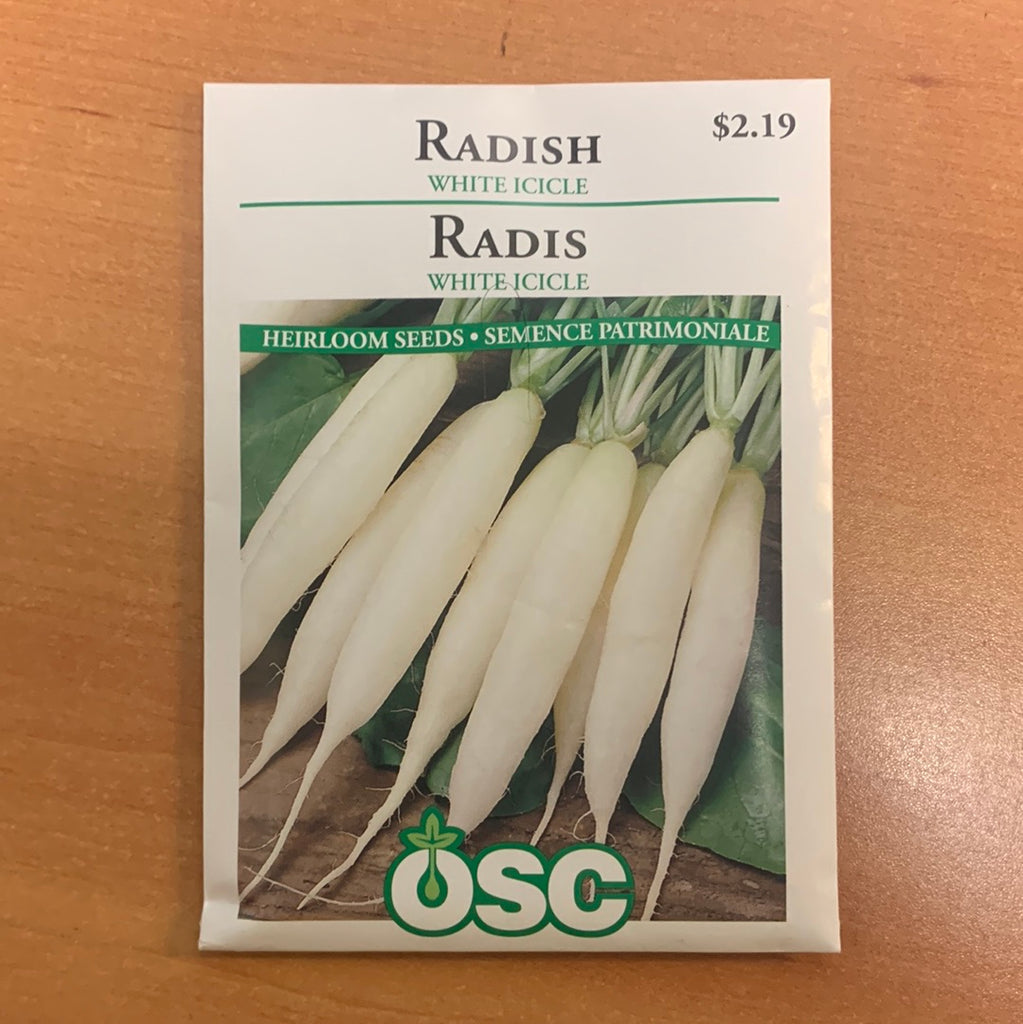 $2.19
RADISH
WHITE ICICLE
RADIS
WHITE ICICLE
HEIRLOOM SEEDS • SEMENCE PATRIMONIALE
OSC